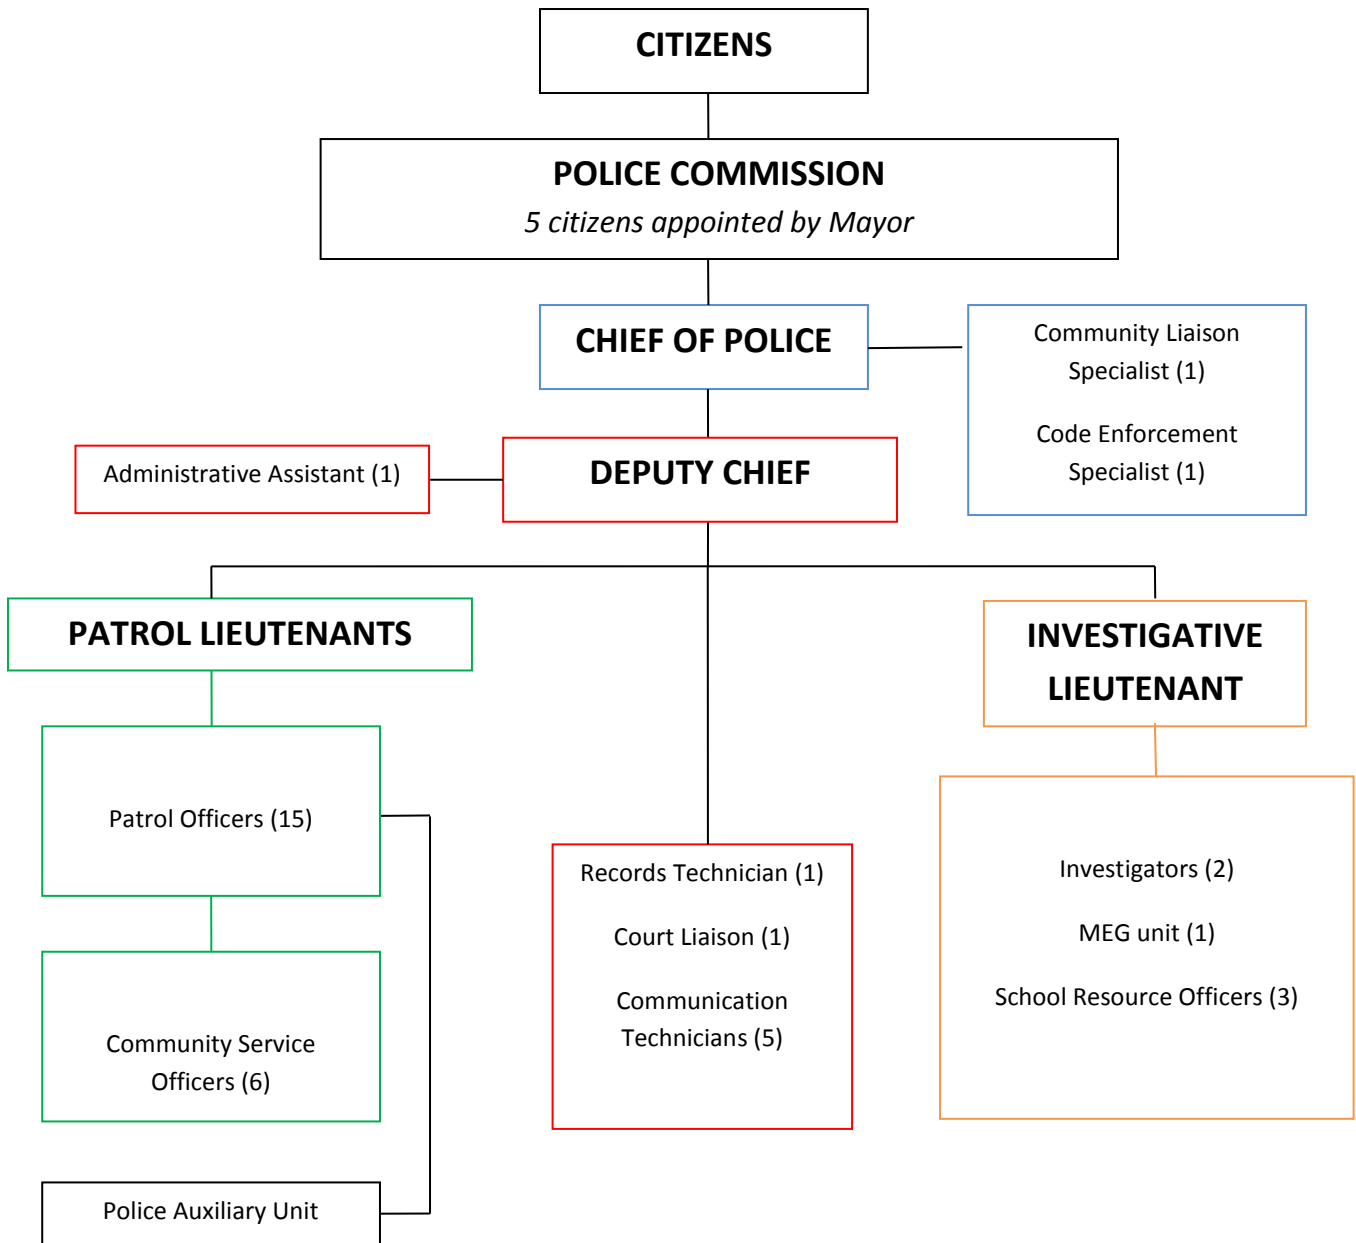 CITIZENS
POLICE COMMISSION
5 citizens appointed by Mayor
CHIEF OF POLICE
Community Liaison
Specialist (1)
Code Enforcement
Specialist (1)
Administrative Assistant (1)
DEPUTY CHIEF
PATROL LIEUTENANTS
INVESTIGATIVE
LIEUTENANT
Patrol Officers (15)
Community Service
Officers (6)
Police Auxiliary Unit
Records Technician (1)
Court Liaison (1)
Communication
Technicians (5)
Investigators (2)
MEG unit (1)
School Resource Officers (3)